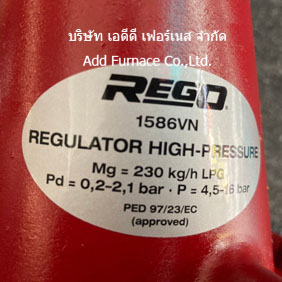 บริษัท เอดีดี เฟอร์เนส จำกัด
Add Furnace Co.,Ltd.
REGO
1586VN
REGULATOR HIGH-PRESSURE
Mg = 230 kg/h LPG
Pd = 0,2-2,1 bar · P = 4,5-16 bar
PED 97/23/EC
(approved)